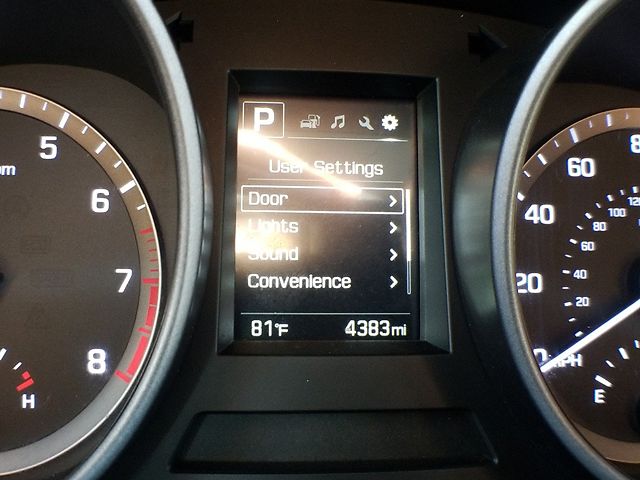 P
User Settings
Door
Lights
Sound
Convenience
81°F 4383mi
5
6
7
8
H
60
40
20
0 MPH
120
100
80
60
40
20
E